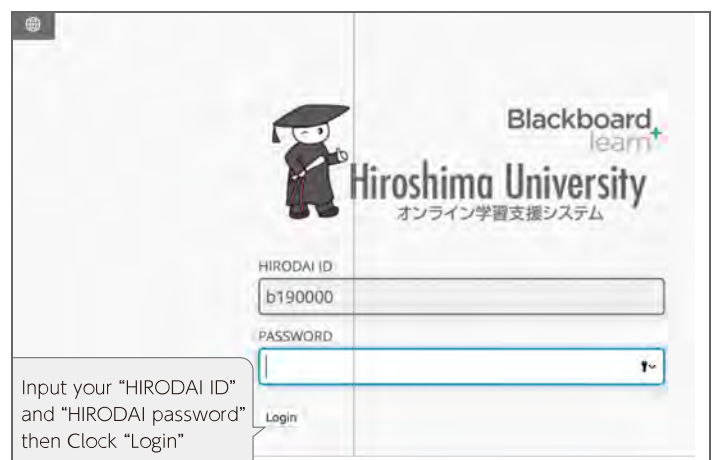 Blackboard
learn+
Hiroshima University
オンライン学習支援システム
HIRODAI ID
b190000
PASSWORD
Input your “HIRODAI ID”
and “HIRODAI password”
then Clock “Login”
Login